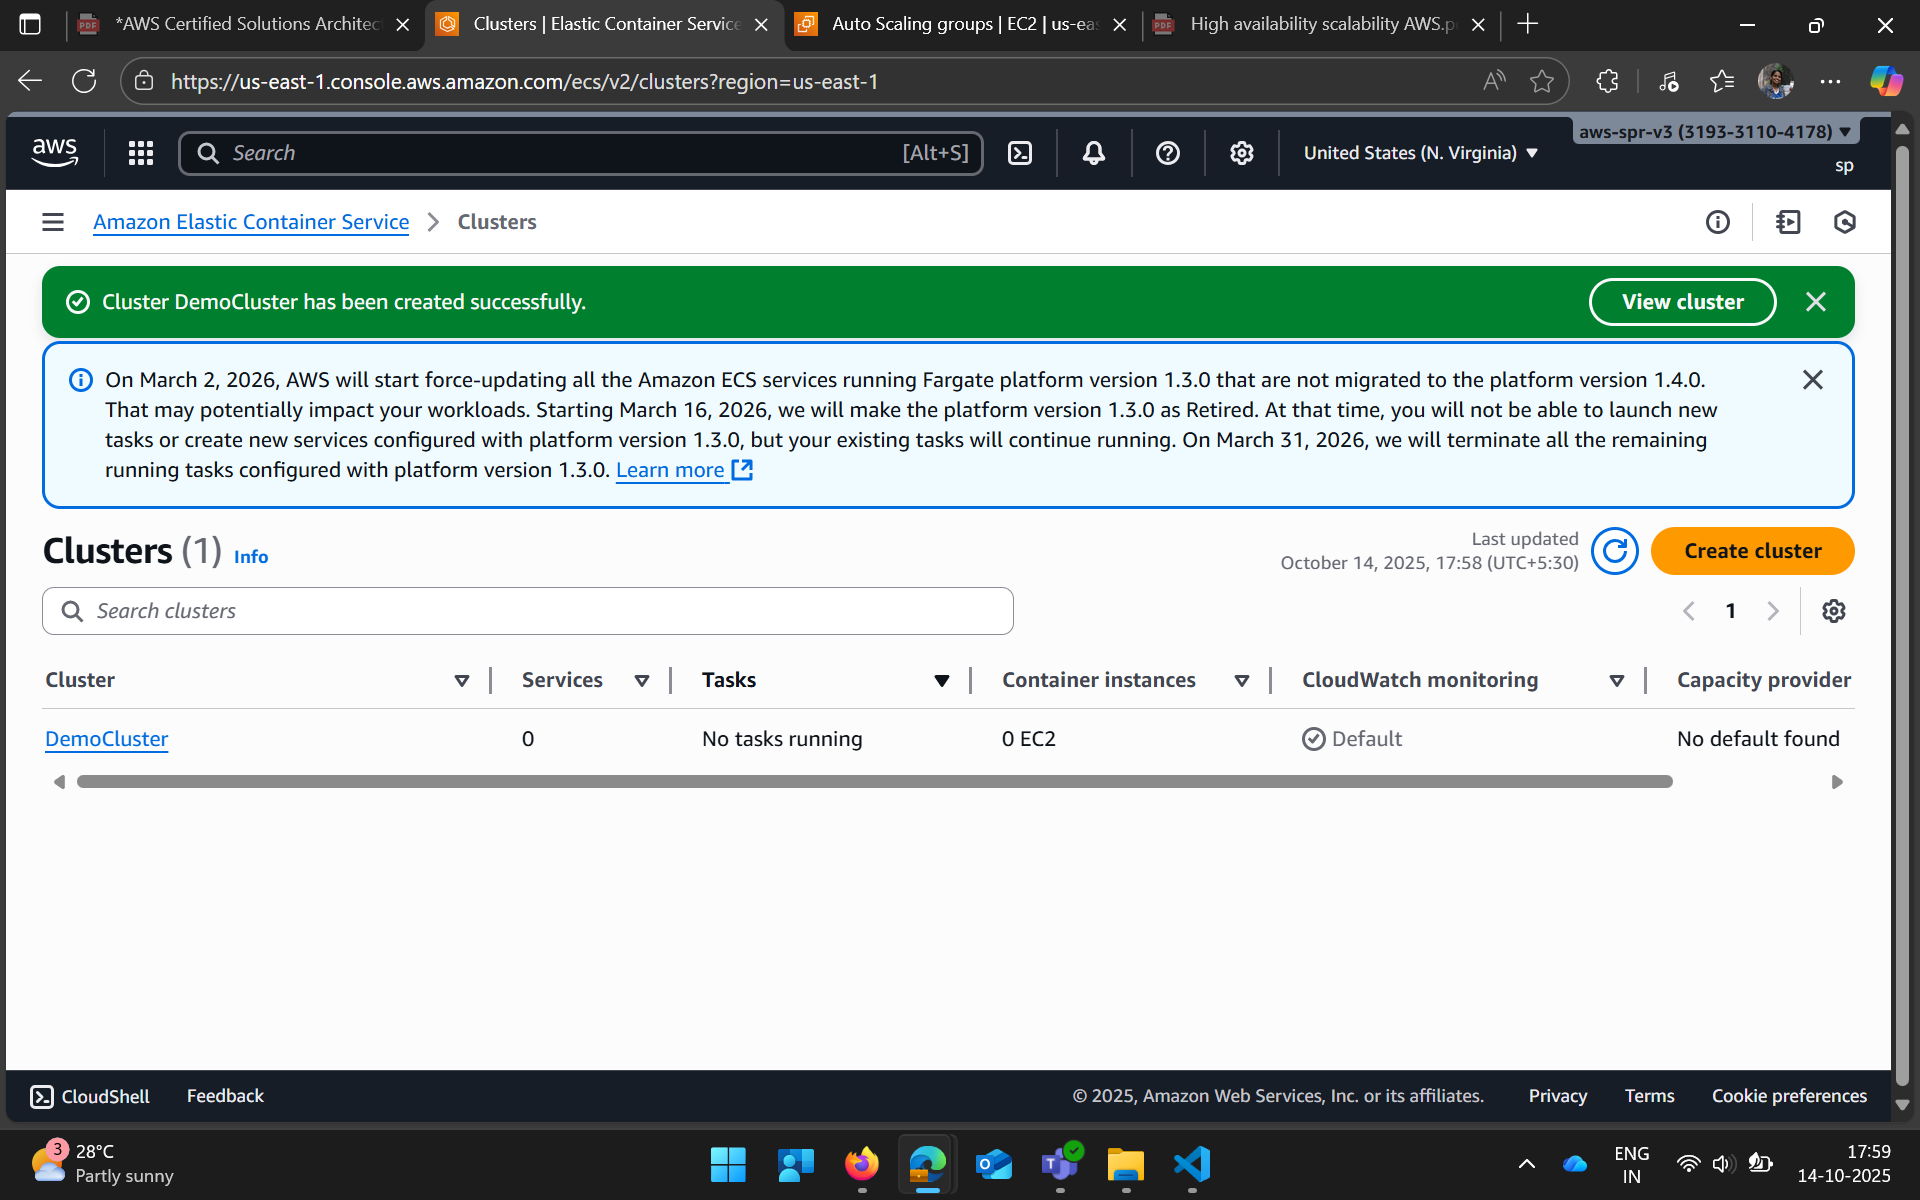 *AWS Certified Solutions Architect
Clusters | Elastic Container Service
Auto Scaling groups | EC2 | us-eas
High availability scalability AWS.p
https://us-east-1.console.aws.amazon.com/ecs/v2/clusters?region=us-east-1
aws
Search
[Alt+S]
United States (N. Virginia)
aws-spr-v3 (3193-3110-4178)
sp
Amazon Elastic Container Service
Clusters
Cluster DemoCluster has been created successfully.
View cluster
On March 2, 2026, AWS will start force-updating all the Amazon ECS services running Fargate platform version 1.3.0 that are not migrated to the platform version 1.4.0.
That may potentially impact your workloads. Starting March 16, 2026, we will make the platform version 1.3.0 as Retired. At that time, you will not be able to launch new
tasks or create new services configured with platform version 1.3.0, but your existing tasks will continue running. On March 31, 2026, we will terminate all the remaining
running tasks configured with platform version 1.3.0. Learn more
Clusters (1) Info
Last updated
October 14, 2025, 17:58 (UTC+5:30)
Create cluster
Search clusters
1
Cluster Services Tasks Container instances CloudWatch monitoring Capacity provider
DemoCluster 0 No tasks running 0 EC2 Default No default found
CloudShell Feedback © 2025, Amazon Web Services, Inc. or its affiliates. Privacy Terms Cookie preferences
3
28°C
Partly sunny
ENG
IN
17:59
14-10-2025